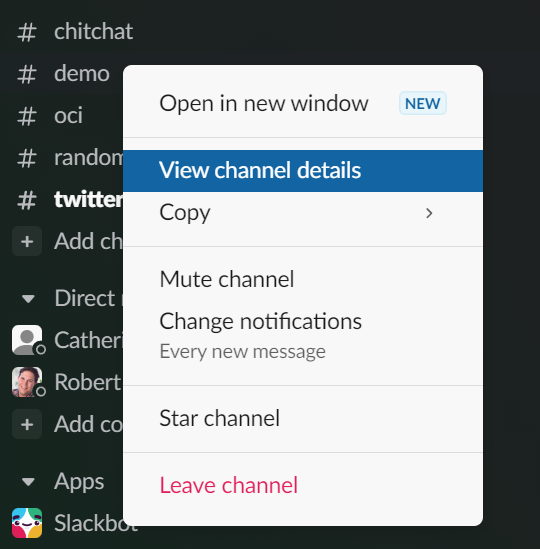 # chitchat
# demo
# oci
# random
# twitter
+ Add ch
Direct
Catheri
Robert
+ Add co
Apps
Slackbot
Open in new window NEW
View channel details
Copy
Mute channel
Change notifications
Every new message
Star channel
Leave channel